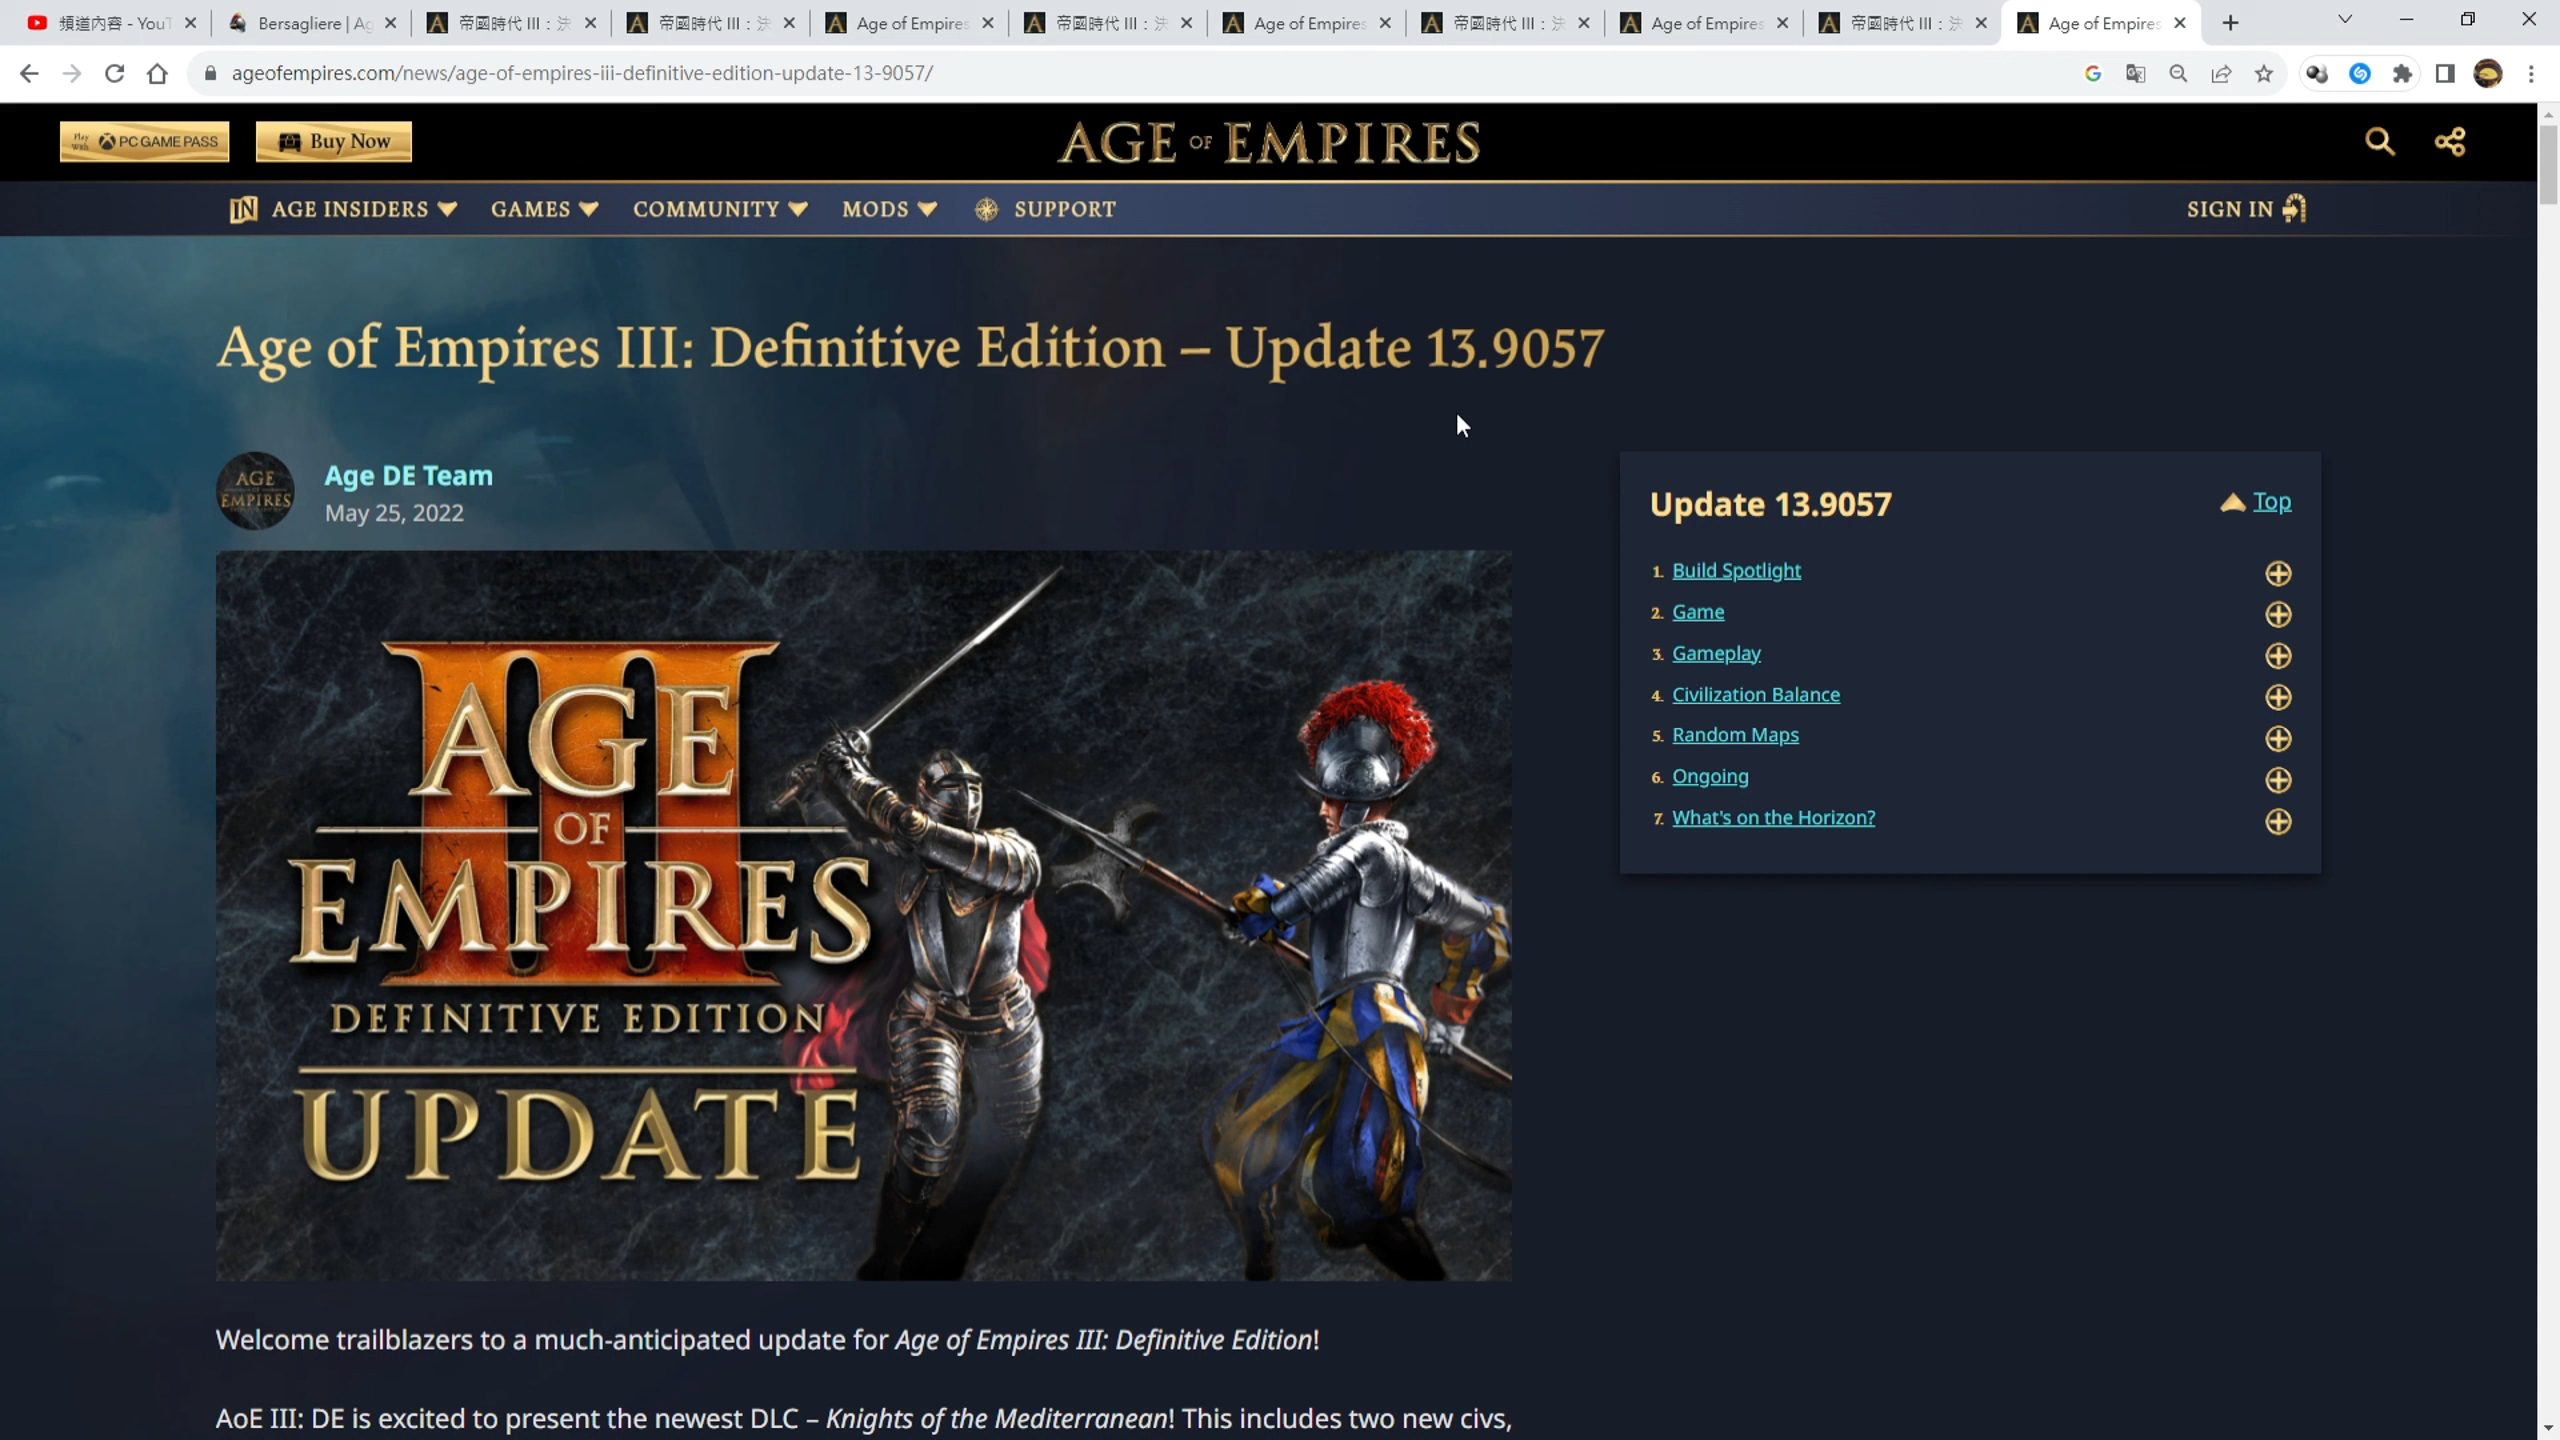 頻道內容 - YouT
Bersagliere | Ag
帝國時代 III：決
帝國時代 III：決
Age of Empires
帝國時代 III：決
Age of Empires
帝國時代 III：決
Age of Empires
帝國時代 III：決
Age of Empires
ageofempires.com/news/age-of-empires-iii-definitive-edition-update-13-9057/
Play with PC GAME PASS
Buy Now
AGE OF EMPIRES
IN AGE INSIDERS
GAMES
COMMUNITY
MODS
SUPPORT
SIGN IN
Age of Empires III: Definitive Edition – Update 13.9057
AGE
EMPIRES
Age DE Team
May 25, 2022
Update 13.9057
Top
1. Build Spotlight
2. Game
3. Gameplay
4. Civilization Balance
5. Random Maps
6. Ongoing
7. What's on the Horizon?
III
AGE
OF
EMPIRES
DEFINITIVE EDITION
UPDATE
Welcome trailblazers to a much-anticipated update for Age of Empires III: Definitive Edition!
AoE III: DE is excited to present the newest DLC – Knights of the Mediterranean! This includes two new civs,